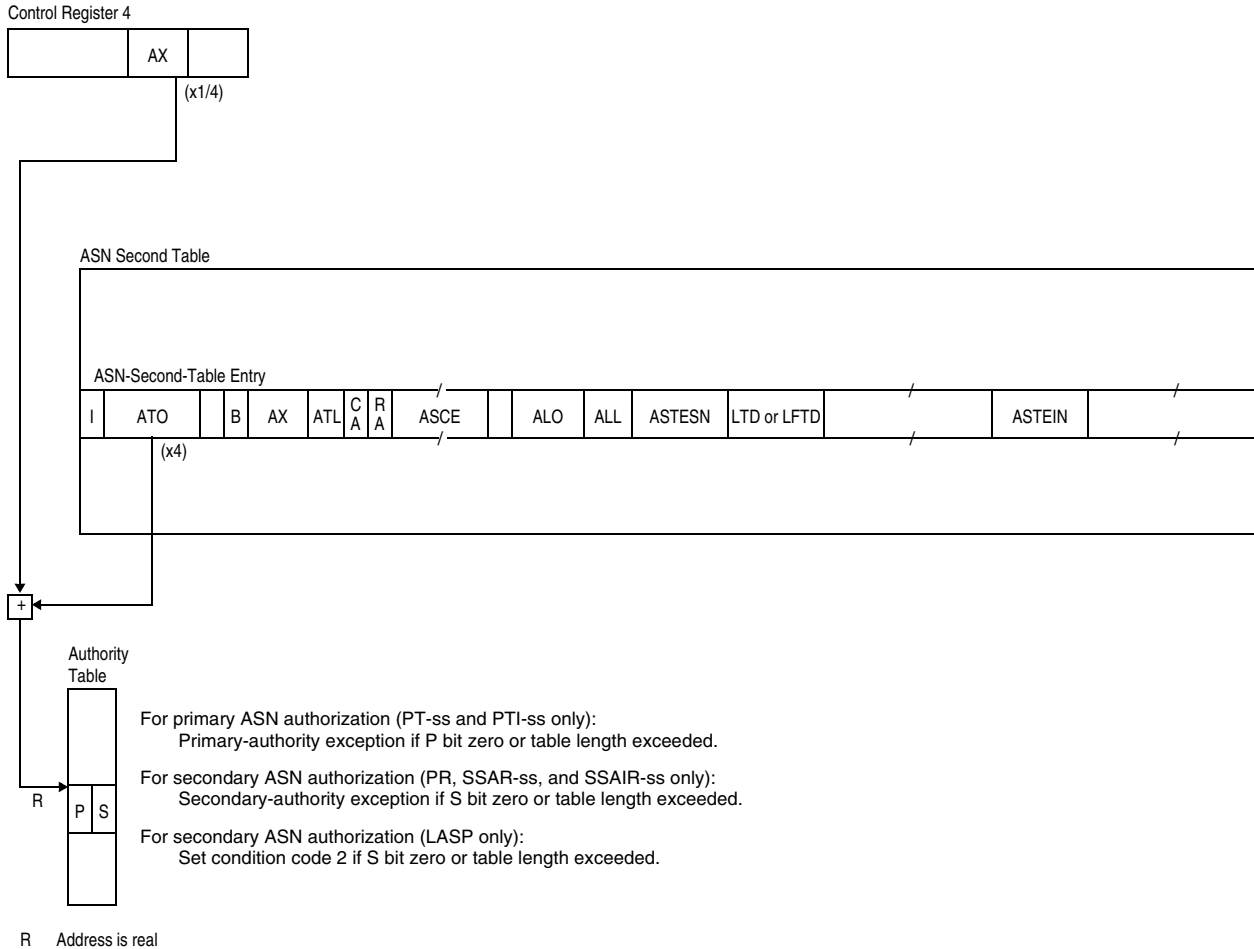 Control Register 4
AX
(x1/4)
ASN Second Table
ASN-Second-Table Entry
I ATO B AX ATL CA RA ASCE ALO ALL ASTESN LTD or LFTD ASTEIN
(x4)
+
Authority
Table
For primary ASN authorization (PT-ss and PTI-ss only):
Primary-authority exception if P bit zero or table length exceeded.
For secondary ASN authorization (PR, SSAR-ss, and SSAIR-ss only):
Secondary-authority exception if S bit zero or table length exceeded.
R
P S
For secondary ASN authorization (LASP only):
Set condition code 2 if S bit zero or table length exceeded.
R Address is real